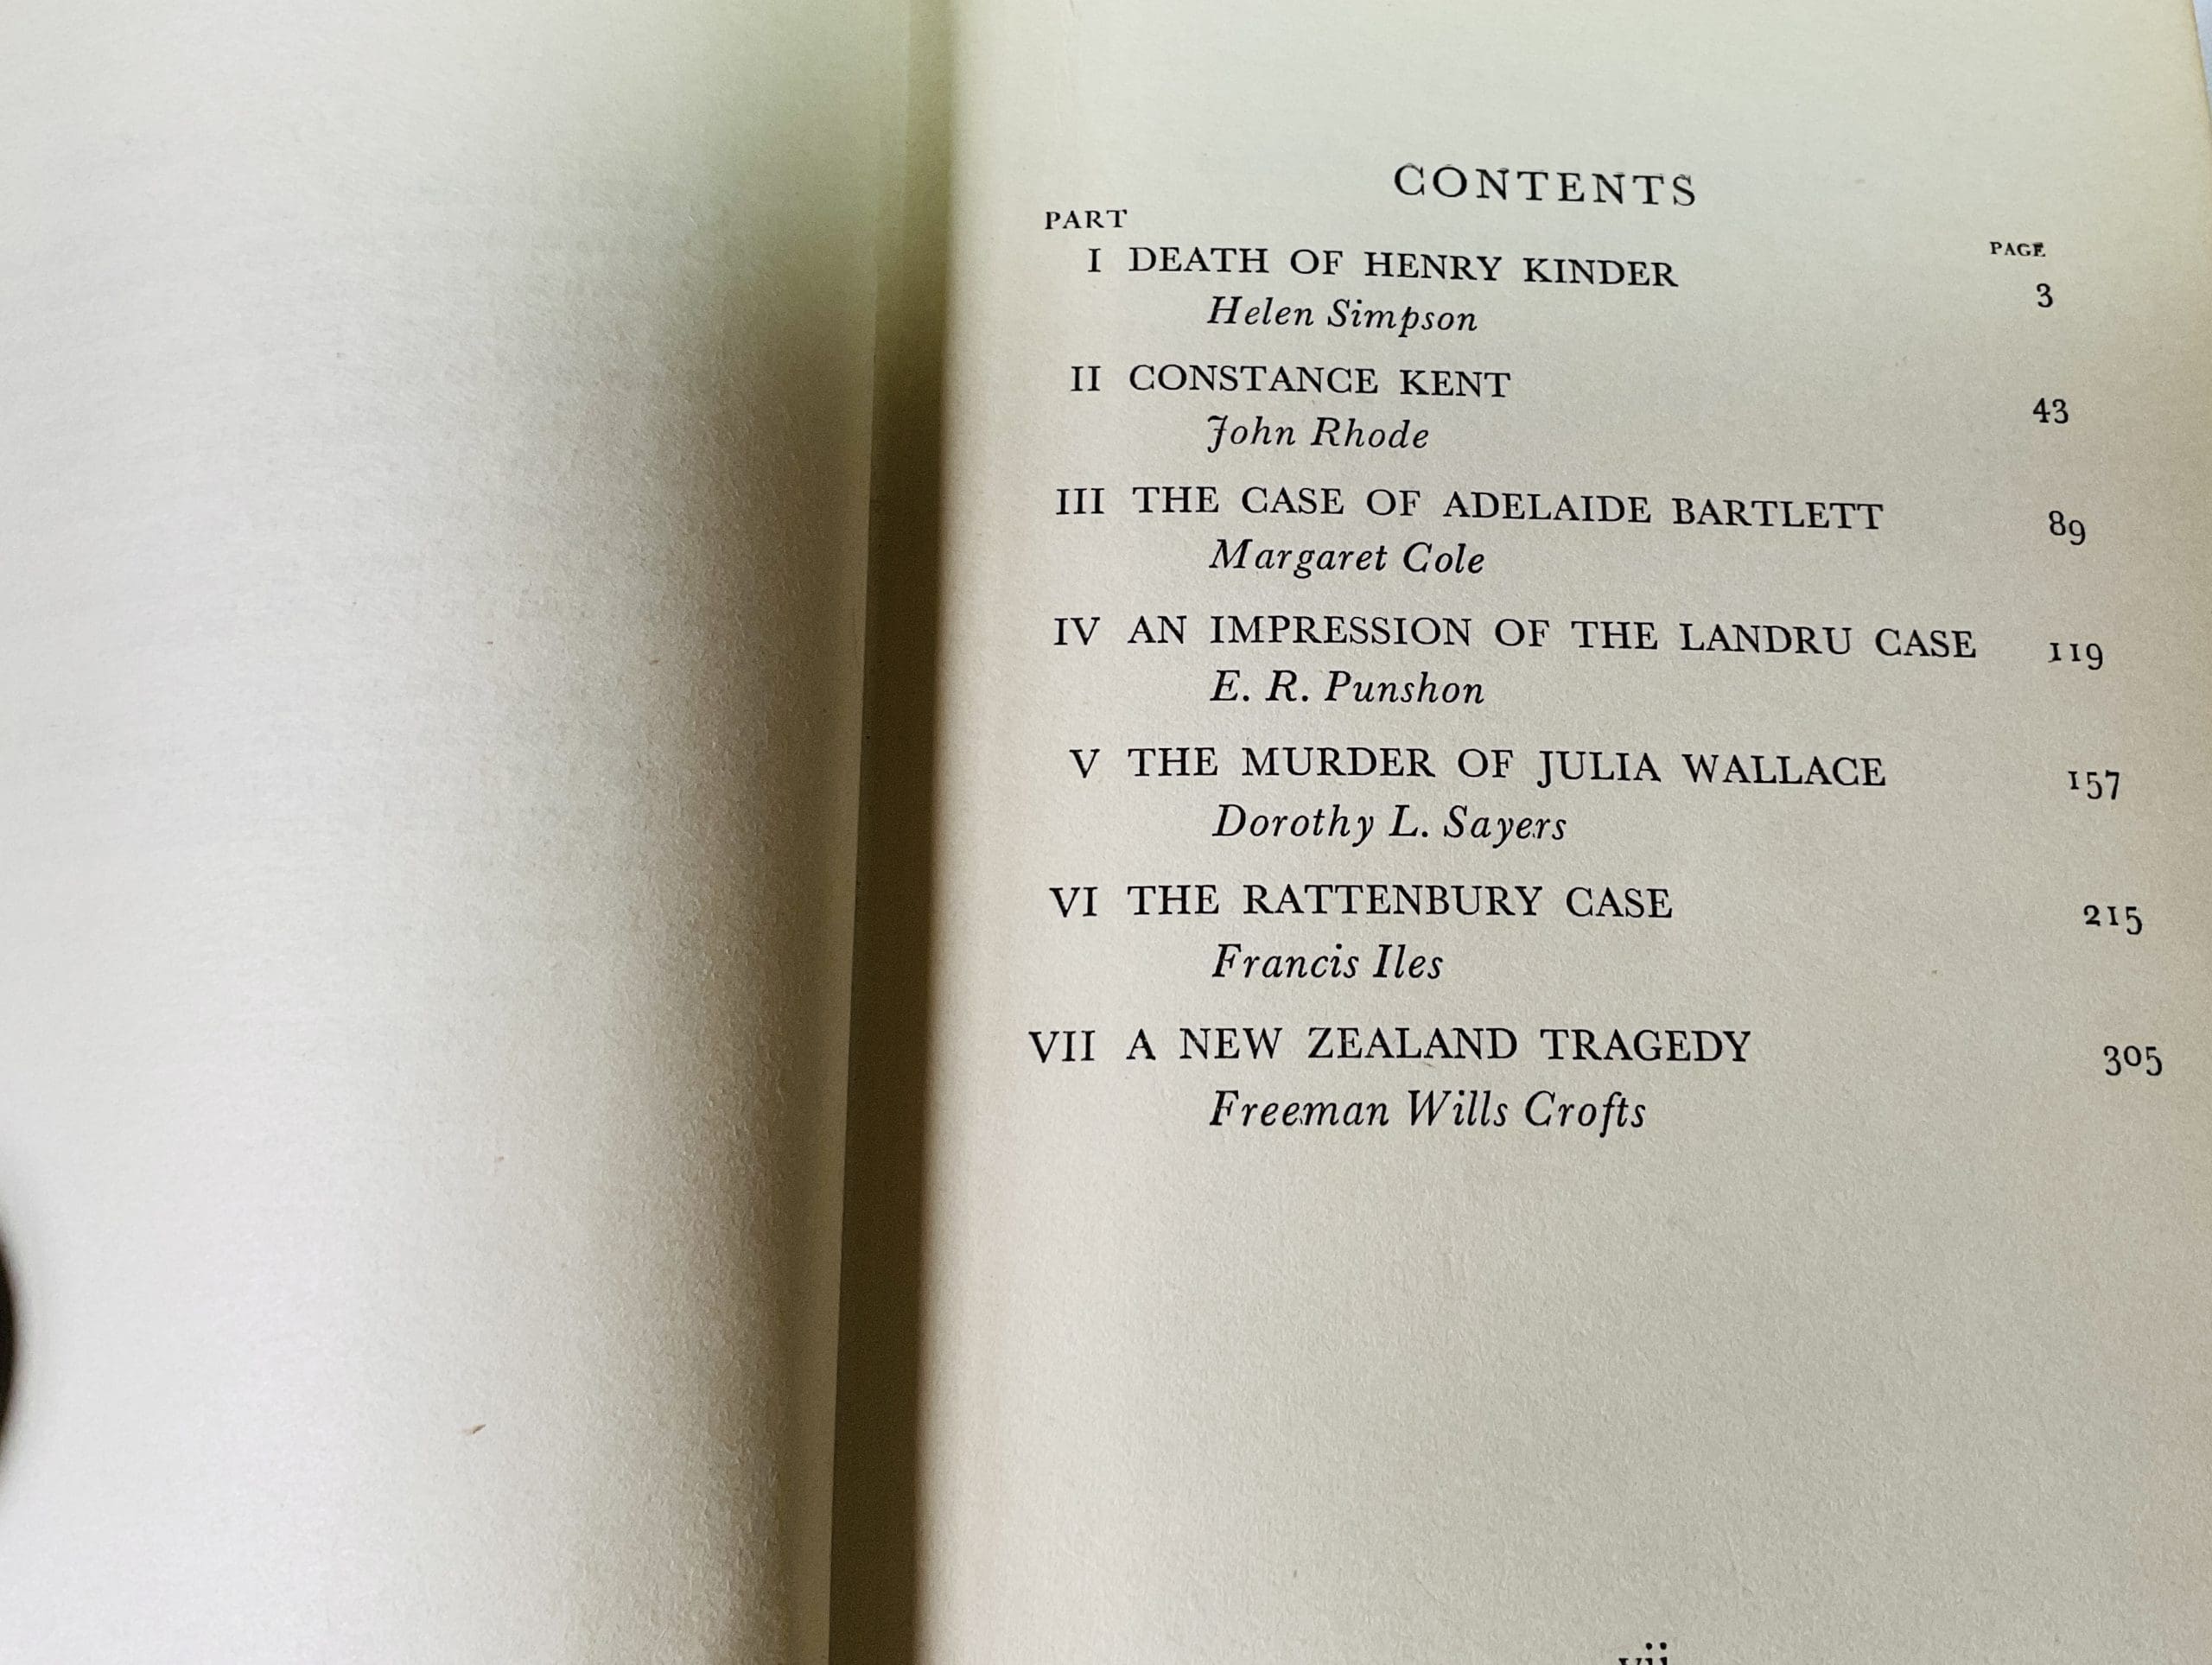 CONTENTS
PART
PAGE
I DEATH OF HENRY KINDER 3
Helen Simpson
II CONSTANCE KENT 43
John Rhode
III THE CASE OF ADELAIDE BARTLETT 89
Margaret Cole
IV AN IMPRESSION OF THE LANDRU CASE 119
E. R. Punshon
V THE MURDER OF JULIA WALLACE 157
Dorothy L. Sayers
VI THE RATTENBURY CASE 215
Francis Iles
VII A NEW ZEALAND TRAGEDY 305
Freeman Wills Crofts
vii